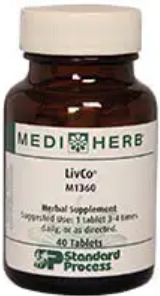 MEDI HERB®
LivCo®
M1360
Herbal Supplement
Suggested Use: 1 tablet 3-4 times
daily, or as directed.
40 Tablets
SP Standard
Process